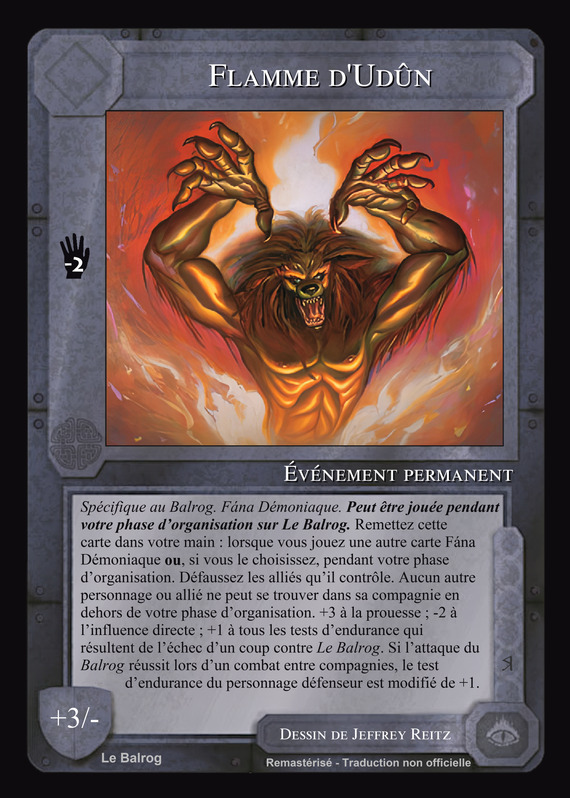 Flamme d'Udûn
-2
Événement permanent
Spécifique au Balrog. Fána Démoniaque. Peut être jouée pendant
votre phase d'organisation sur Le Balrog. Remettez cette
carte dans votre main : lorsque vous jouez une autre carte Fána
Démoniaque ou, si vous le choisissez, pendant votre phase
d'organisation. Défaussez les alliés qu'il contrôle. Aucun autre
personnage ou allié ne peut se trouver dans sa compagnie en
dehors de votre phase d'organisation. +3 à la prouesse ; -2 à
l'influence directe ; +1 à tous les tests d'endurance qui
résultent de l'échec d'un coup contre Le Balrog. Si l'attaque du
Balrog réussit lors d'un combat entre compagnies, le test
d'endurance du personnage défenseur est modifié de +1.
+3/-
Dessin de Jeffrey Reitz
Le Balrog
Remastérisé - Traduction non officielle